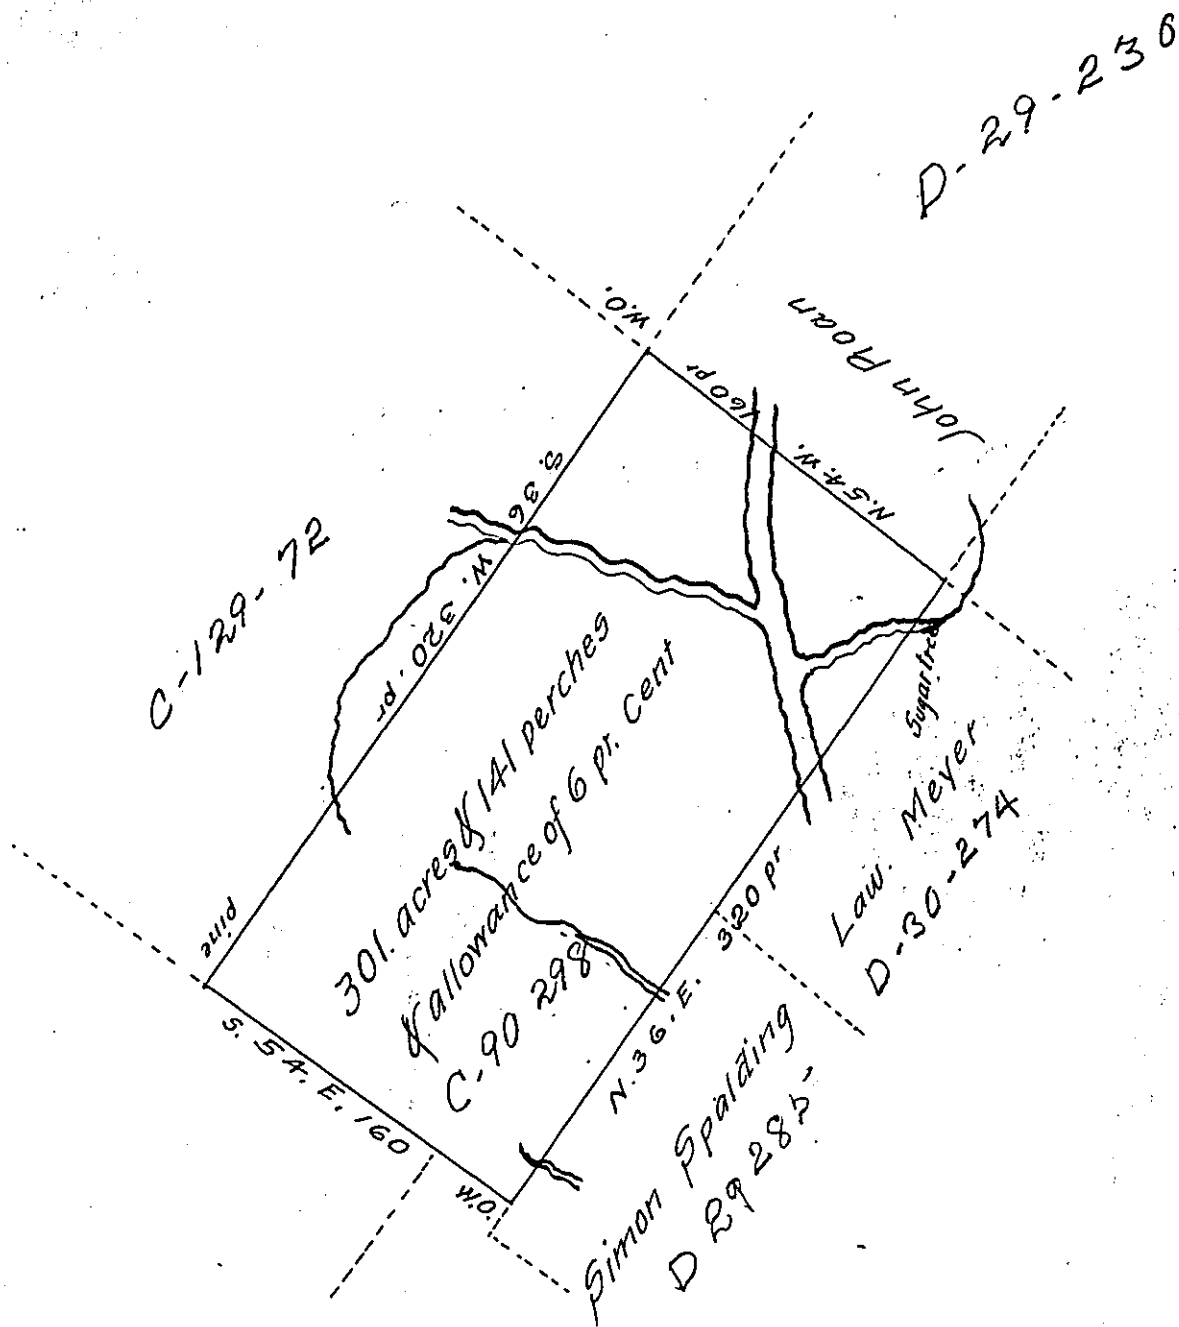 D-29-236
John Roan
W.O.
160 pr
N. 54. W.
S. 36
W. 320. pr
C-129-72
Sugartree
301. acres & 141 perches
& allowance of 6 pr. Cent
C-90 298
Law. Meyer
D-30-274
pine
N. 36. E. 320 pr
S. 54. E. 160
W.O.
Simon Spalding
D 29 285